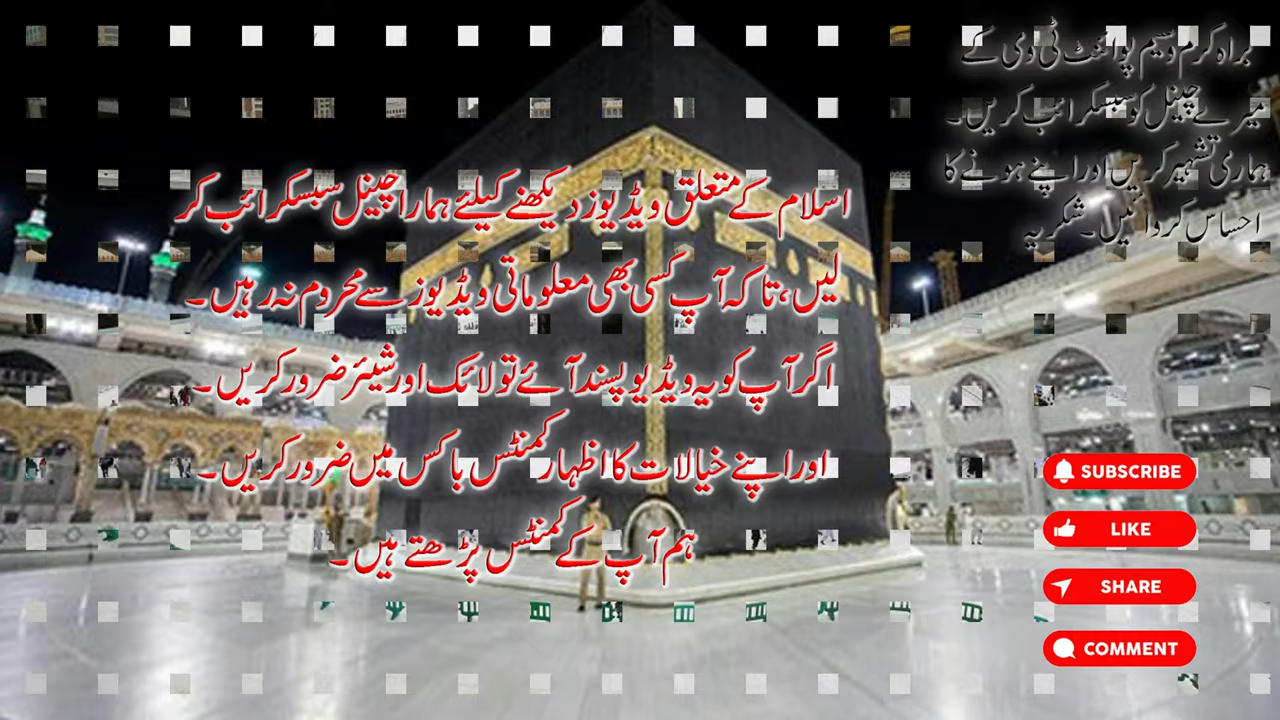 براہ کرم وسیم پوائنٹ ٹی وی کے
میرے چینل کو سبسکرائب کریں۔
ہماری تشہیر کریں اور اپنے ہونے کا
احساس کروائیں۔ شکریہ
اسلام کے متعلق ویڈیوز دیکھنے کیلئے ہمارا چینل سبسکرائب کر
لیں، تاکہ آپ کسی بھی معلوماتی ویڈیوز سے محروم نہ رہیں۔
اگر آپ کو یہ ویڈیو پسند آئے تو لائک اور شیئر ضرور کریں۔
اور اپنے خیالات کا اظہار کمنٹس باکس میں ضرور کریں۔
ہم آپ کے کمنٹس پڑھتے ہیں۔
SUBSCRIBE
LIKE
SHARE
COMMENT